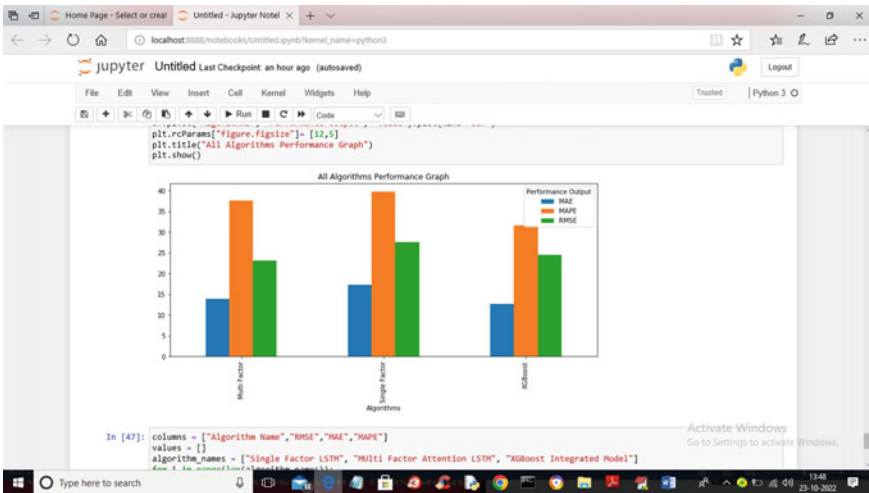 Home Page - Select or creat
Untitled - Jupyter Notel
localhost:8888/notebooks/Untitled.ipynb?kernel_name=python3
jupyter Untitled Last Checkpoint: an hour ago (autosaved)
Logout
File Edit View Insert Cell Kernel Widgets Help
Trusted
Python 3
Run
Code
plt.rcParams["figure.figsize"]= [12,5]
plt.title("All Algorithms Performance Graph")
plt.show()
All Algorithms Performance Graph
40
35
30
25
20
15
10
5
0
Performance Output
MAE
MAPE
RMSE
Multi Factor
Single Factor
XGBoost
Algorithms
In [47]: columns = ["Algorithm Name","RMSE","MAE","MAPE"]
values = []
algorithm_names = ["Single Factor LSTM", "MUlti Factor Attention LSTM", "XGBoost Integrated Model"]
for i in range(len(algorithm_names)):
Activate Windows
Go to Settings to activate Windows.
Type here to search
13:48
23-10-2022